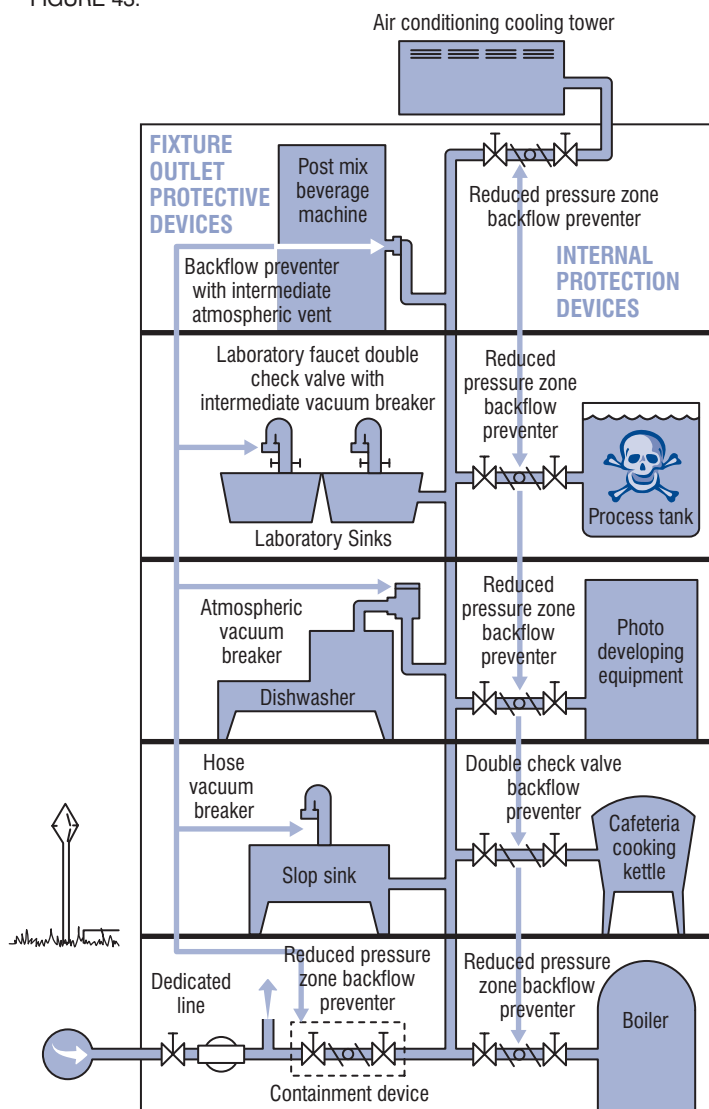 FIGURE 43.
Air conditioning cooling tower
FIXTURE
OUTLET
PROTECTIVE
DEVICES
Post mix
beverage
machine
Reduced pressure zone
backflow preventer
Backflow preventer
with intermediate
atmospheric vent
INTERNAL
PROTECTION
DEVICES
Laboratory faucet double
check valve with
intermediate vacuum breaker
Reduced
pressure zone
backflow
preventer
Process tank
Laboratory Sinks
Atmospheric
vacuum
breaker
Dishwasher
Reduced
pressure zone
backflow
preventer
Photo
developing
equipment
Hose
vacuum
breaker
Slop sink
Double check valve
backflow
preventer
Cafeteria
cooking
kettle
Dedicated
line
Reduced pressure
zone backflow
preventer
Containment device
Reduced pressure
zone backflow
preventer
Boiler